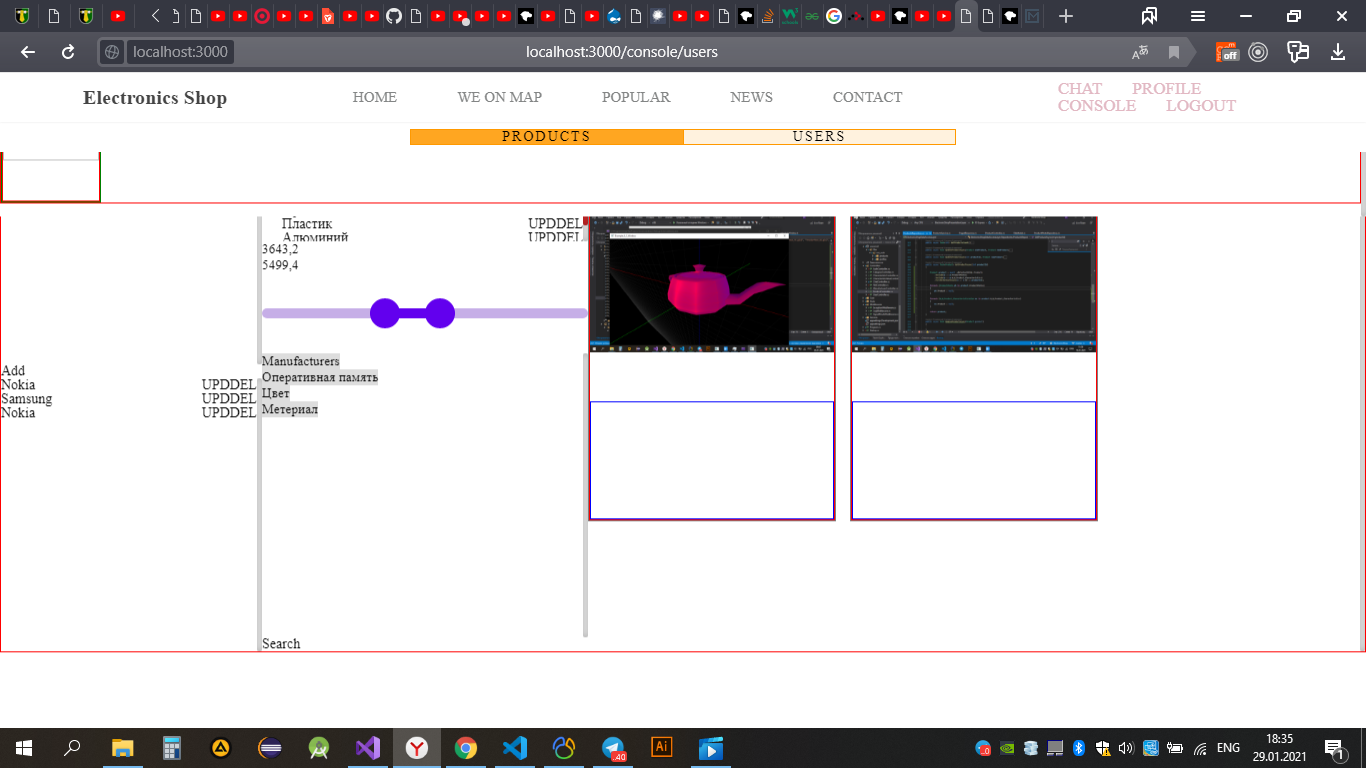 localhost:3000
localhost:3000/console/users
off
Electronics Shop
HOME
WE ON MAP
POPULAR
NEWS
CONTACT
CHAT
PROFILE
CONSOLE
LOGOUT
PRODUCTS
USERS
Пластик UPDDEL
Алюминий UPDDEL
3643,2
5499,4
Manufacturers
Оперативная память
Цвет
Метериал
Add
Nokia UPDDEL
Samsung UPDDEL
Nokia UPDDEL
Search
Ai
ENG
18:35
29.01.2021